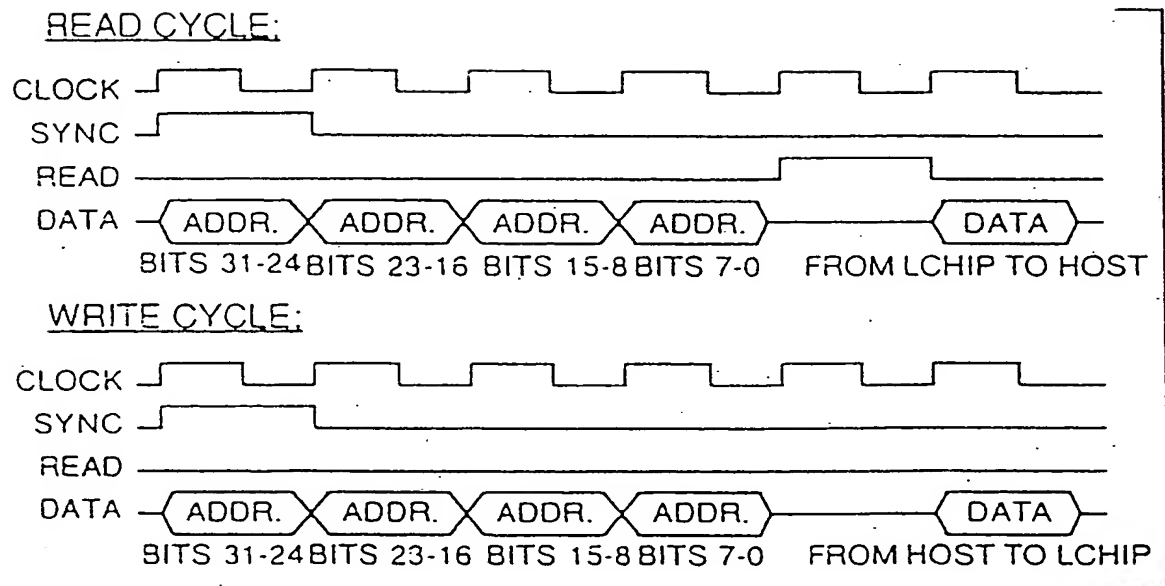 READ CYCLE:
CLOCK
SYNC
READ
DATA ADDR. ADDR. ADDR. ADDR. DATA
BITS 31-24 BITS 23-16 BITS 15-8 BITS 7-0 FROM LCHIP TO HOST
WRITE CYCLE:
CLOCK
SYNC
READ
DATA ADDR. ADDR. ADDR. ADDR. DATA
BITS 31-24 BITS 23-16 BITS 15-8 BITS 7-0 FROM HOST TO LCHIP